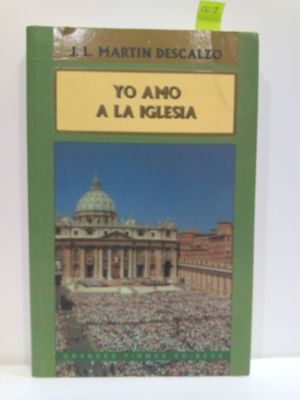 J. L. MARTIN DESCALZO
YO AMO
A LA IGLESIA
GRANDES FIRMAS EDIBESA